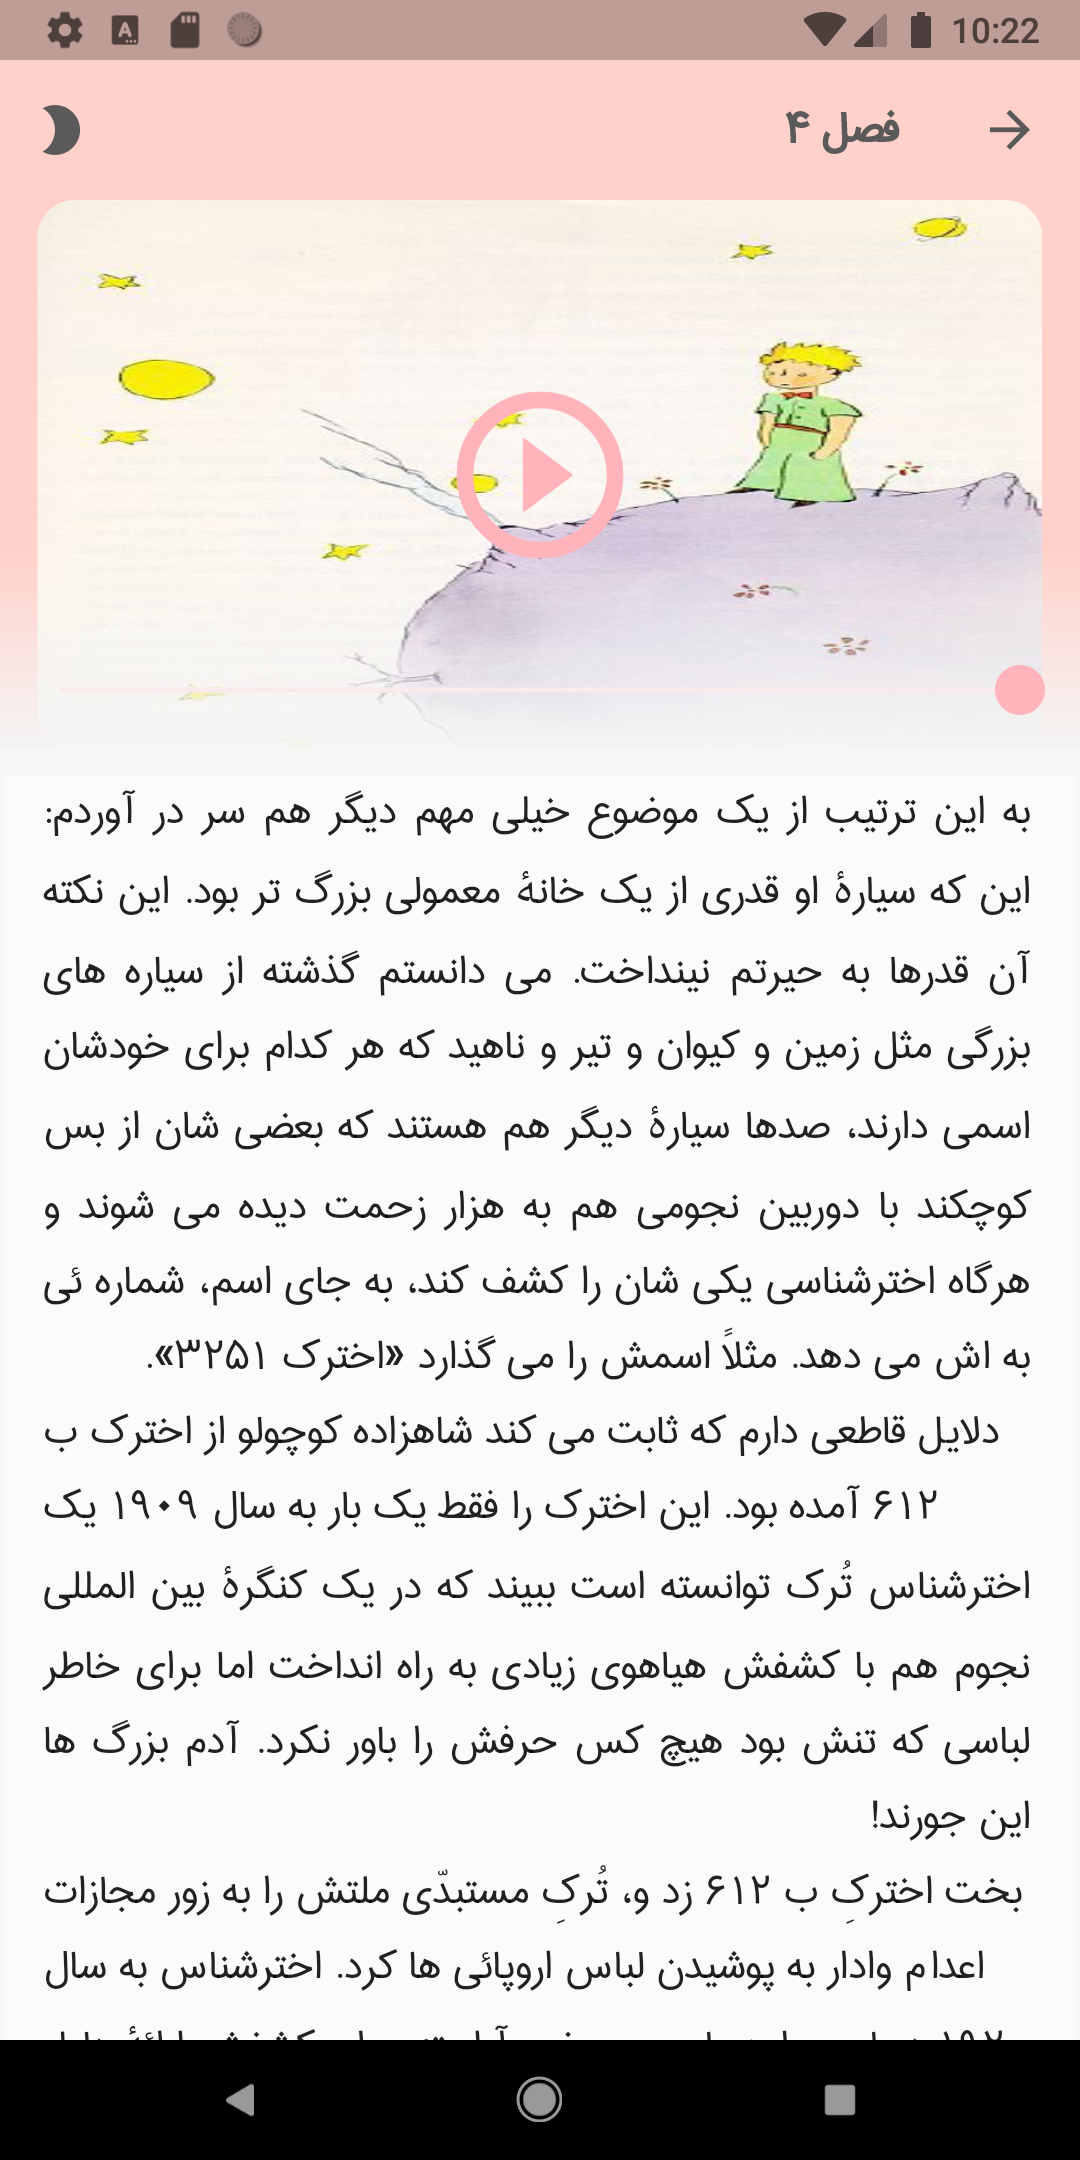 10:22
فصل ۴
به این ترتیب از یک موضوع خیلی مهم دیگر هم سر در آوردم:
این که سیارهٔ او قدری از یک خانهٔ معمولی بزرگ تر بود. این نکته
آن قدرها به حیرتم نینداخت. می دانستم گذشته از سیاره های
بزرگی مثل زمین و کیوان و تیر و ناهید که هر کدام برای خودشان
اسمی دارند، صدها سیارهٔ دیگر هم هستند که بعضی شان از بس
کوچکند با دوربین نجومی هم به هزار زحمت دیده می شوند و
هرگاه اخترشناسی یکی شان را کشف کند، به جای اسم، شماره ئی
به اش می دهد. مثلاً اسمش را می گذارد «اخترک ۳۲۵۱».
دلایل قاطعی دارم که ثابت می کند شاهزاده کوچولو از اخترک ب
۶۱۲ آمده بود. این اخترک را فقط یک بار به سال ۱۹۰۹ یک
اخترشناس تُرک توانسته است ببیند که در یک کنگرهٔ بین المللی
نجوم هم با کشفش هیاهوی زیادی به راه انداخت اما برای خاطر
لباسی که تنش بود هیچ کس حرفش را باور نکرد. آدم بزرگ ها
این جورند!
بخت اخترکِ ب ۶۱۲ زد و، تُرکِ مستبدّی ملتش را به زور مجازات
اعدام وادار به پوشیدن لباس اروپائی ها کرد. اخترشناس به سال